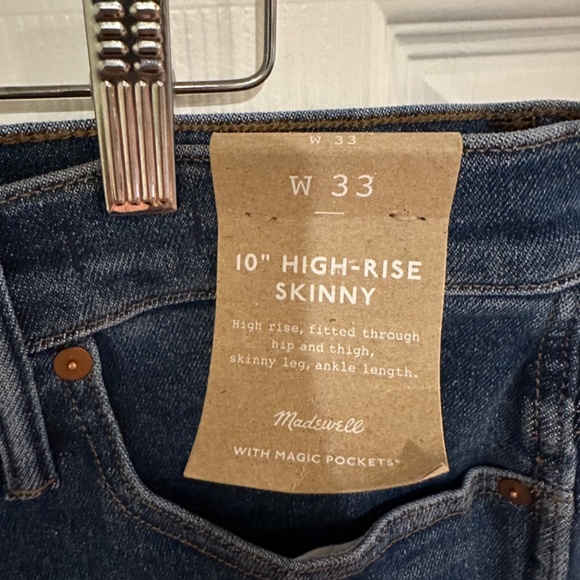 W 33
W 33
10" HIGH-RISE
SKINNY
High rise, fitted through
hip and thigh,
skinny leg, ankle length.
Madewell
WITH MAGIC POCKETS®